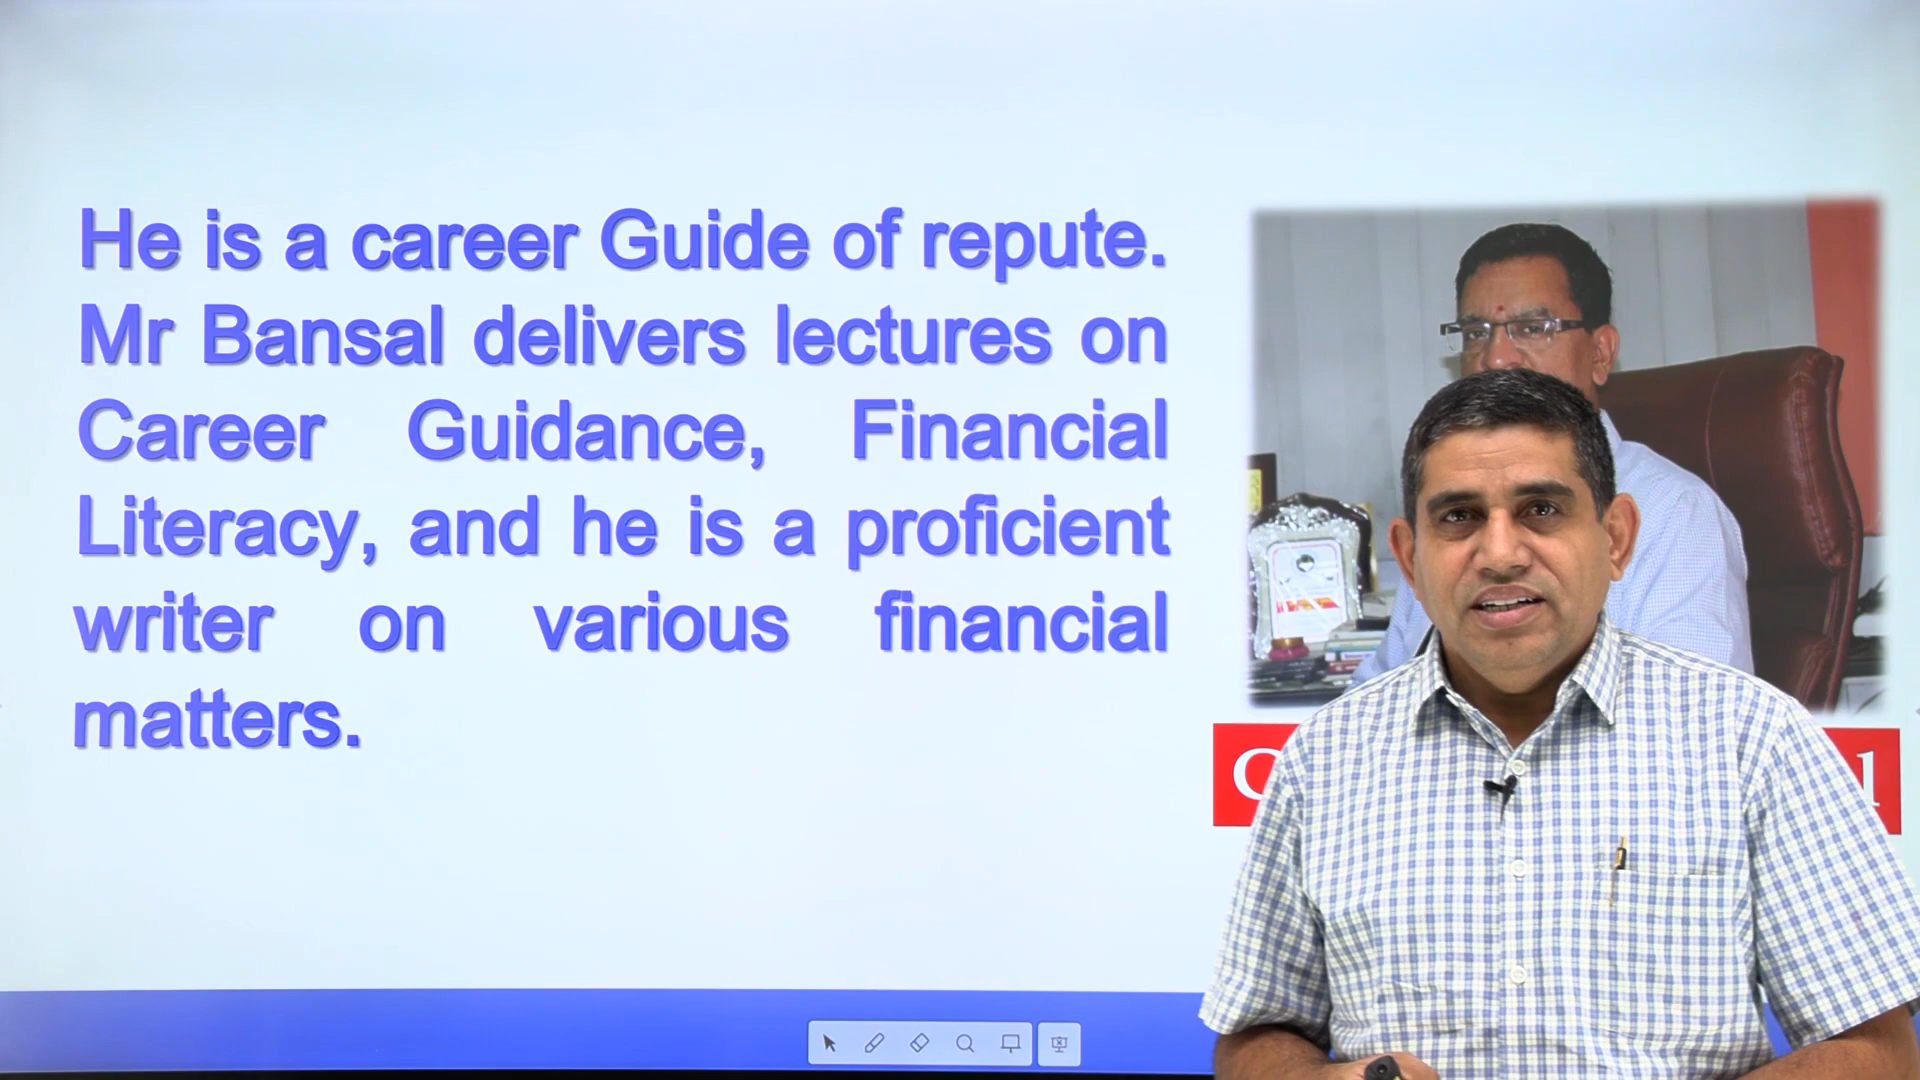 He is a career Guide of repute.
Mr Bansal delivers lectures on
Career Guidance, Financial
Literacy, and he is a proficient
writer on various financial
matters.